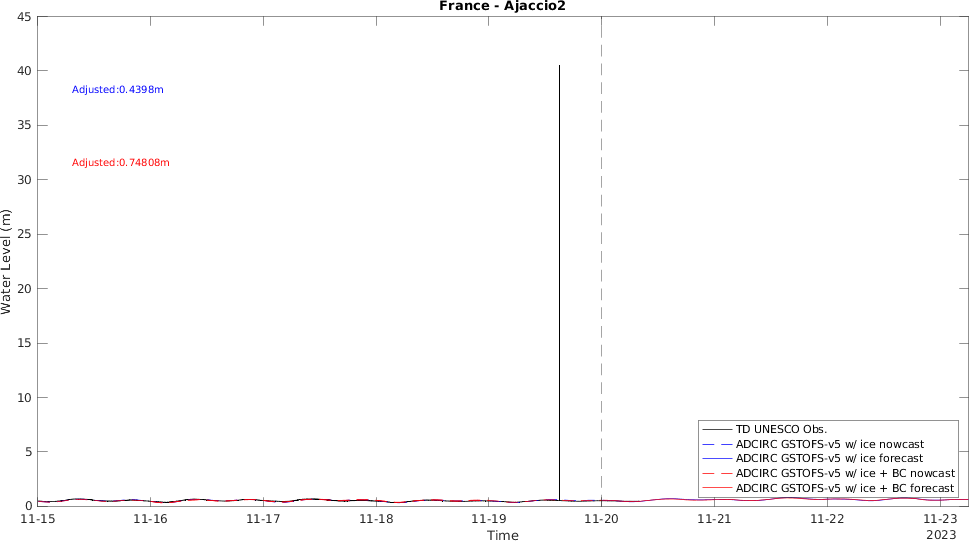 France - Ajaccio2
45
40
35
30
25
20
15
10
5
0
Water Level (m)
Adjusted:0.4398m
Adjusted:0.74808m
TD UNESCO Obs.
ADCIRC GSTOFS-v5 w/ ice nowcast
ADCIRC GSTOFS-v5 w/ ice forecast
ADCIRC GSTOFS-v5 w/ ice + BC nowcast
ADCIRC GSTOFS-v5 w/ ice + BC forecast
11-15 11-16 11-17 11-18 11-19 11-20 11-21 11-22 11-23
Time
2023